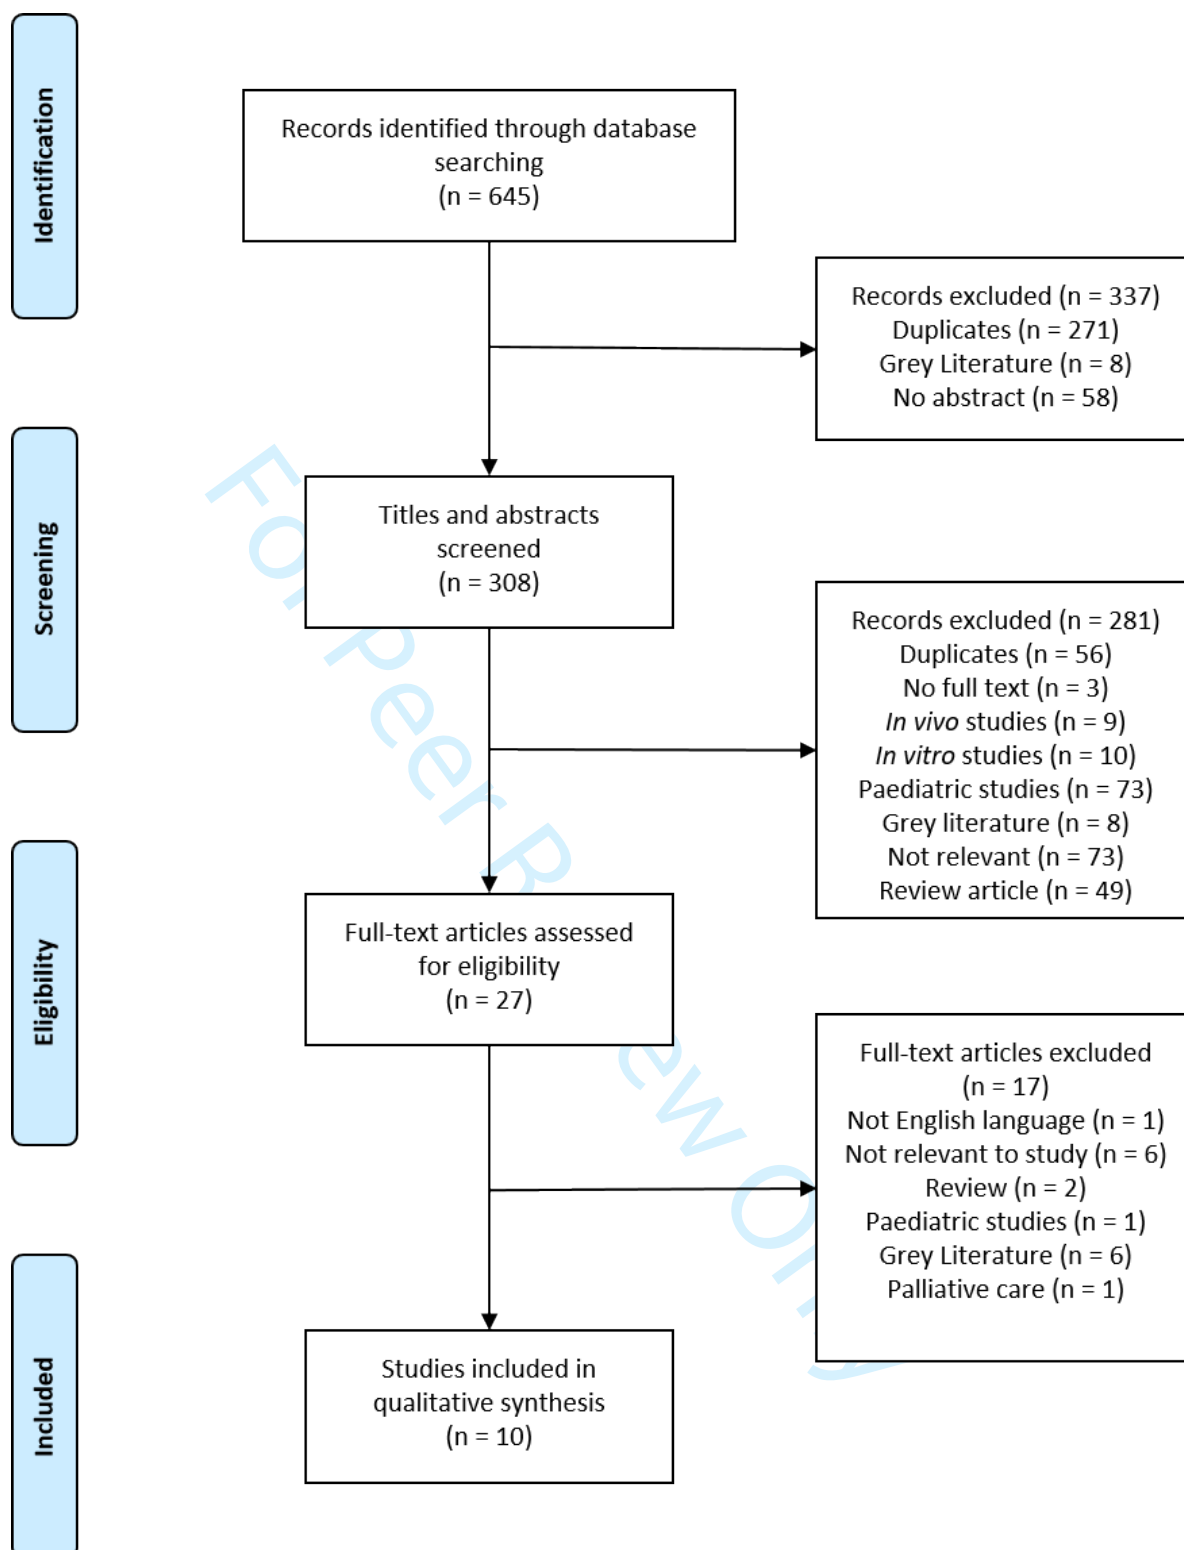 Identification
Records identified through database
searching
(n = 645)
Records excluded (n = 337)
Duplicates (n = 271)
Grey Literature (n = 8)
No abstract (n = 58)
Screening
Titles and abstracts
screened
(n = 308)
Records excluded (n = 281)
Duplicates (n = 56)
No full text (n = 3)
In vivo studies (n = 9)
In vitro studies (n = 10)
Paediatric studies (n = 73)
Grey literature (n = 8)
Not relevant (n = 73)
Review article (n = 49)
Eligibility
Full-text articles assessed
for eligibility
(n = 27)
Full-text articles excluded
(n = 17)
Not English language (n = 1)
Not relevant to study (n = 6)
Review (n = 2)
Paediatric studies (n = 1)
Grey Literature (n = 6)
Palliative care (n = 1)
Included
Studies included in
qualitative synthesis
(n = 10)
For Peer Review Only